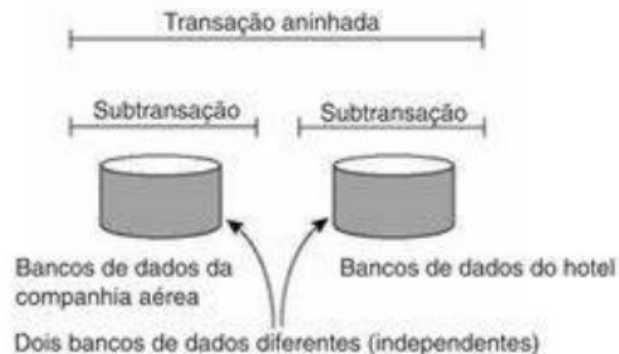 Transação aninhada
Subtransação
Subtransação
Bancos de dados da
companhia aérea
Bancos de dados do hotel
Dois bancos de dados diferentes (independentes)